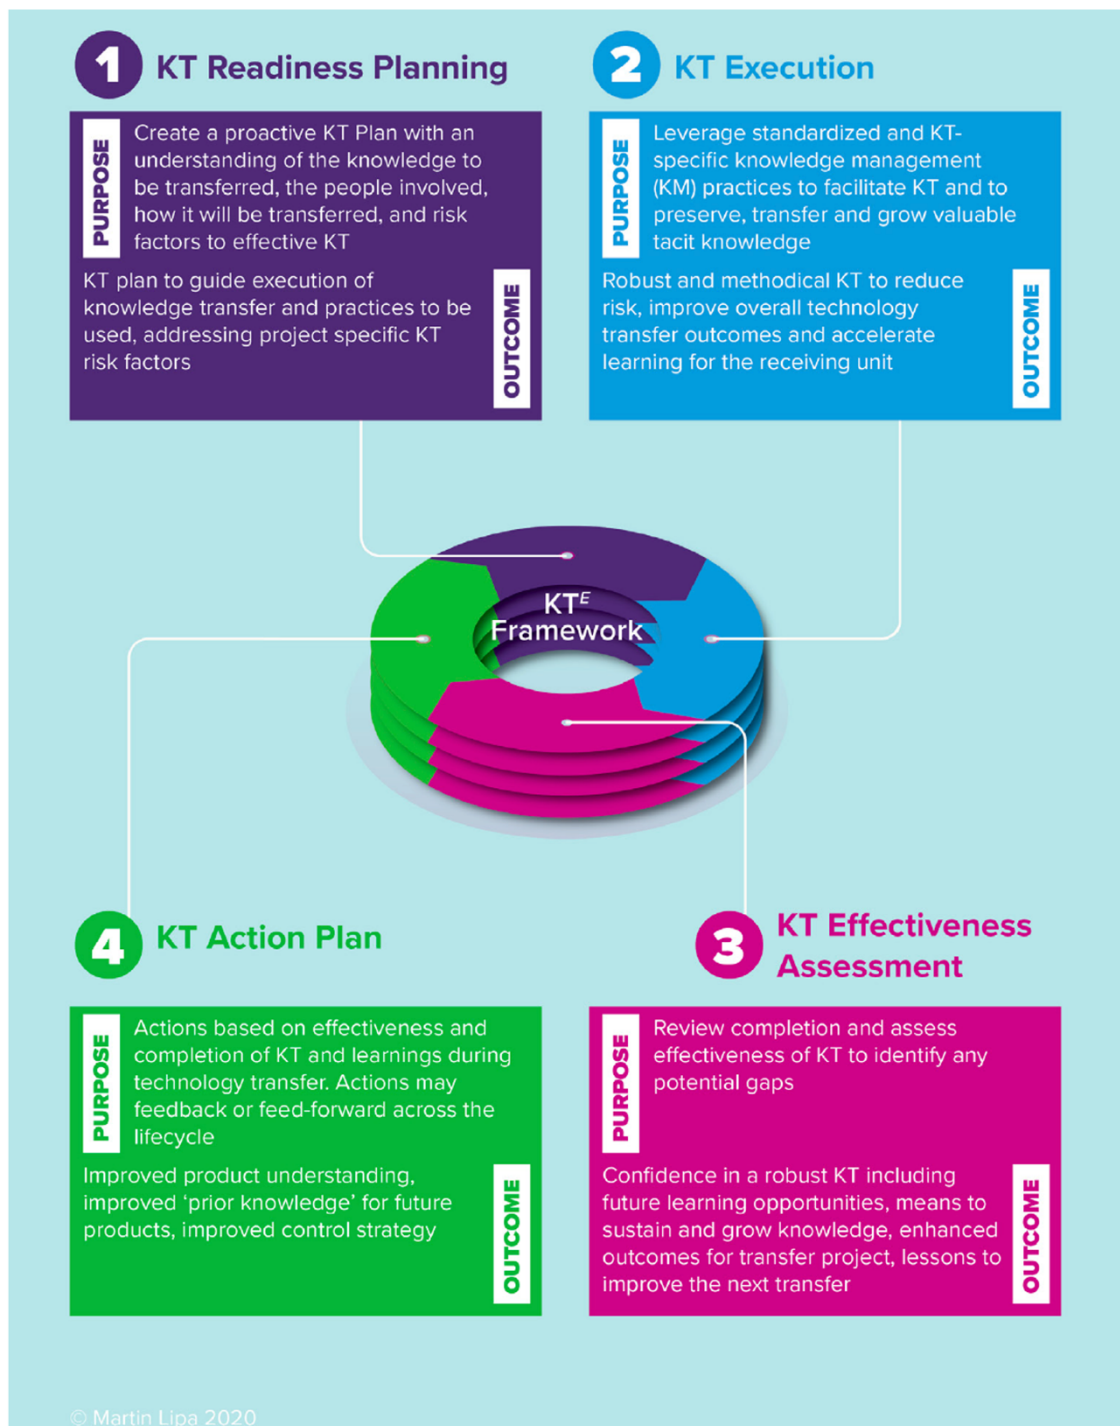 1 KT Readiness Planning
PURPOSE
Create a proactive KT Plan with an
understanding of the knowledge to
be transferred, the people involved,
how it will be transferred, and risk
factors to effective KT
KT plan to guide execution of
knowledge transfer and practices to be
used, addressing project specific KT
risk factors
OUTCOME
2 KT Execution
PURPOSE
Leverage standardized and KT-
specific knowledge management
(KM) practices to facilitate KT and to
preserve, transfer and grow valuable
tacit knowledge
Robust and methodical KT to reduce
risk, improve overall technology
transfer outcomes and accelerate
learning for the receiving unit
OUTCOME
KTE
Framework
4 KT Action Plan
PURPOSE
Actions based on effectiveness and
completion of KT and learnings during
technology transfer. Actions may
feedback or feed-forward across the
lifecycle
Improved product understanding,
improved ‘prior knowledge’ for future
products, improved control strategy
OUTCOME
3 KT Effectiveness
Assessment
PURPOSE
Review completion and assess
effectiveness of KT to identify any
potential gaps
Confidence in a robust KT including
future learning opportunities, means to
sustain and grow knowledge, enhanced
outcomes for transfer project, lessons to
improve the next transfer
OUTCOME
© Martin Lipa 2020